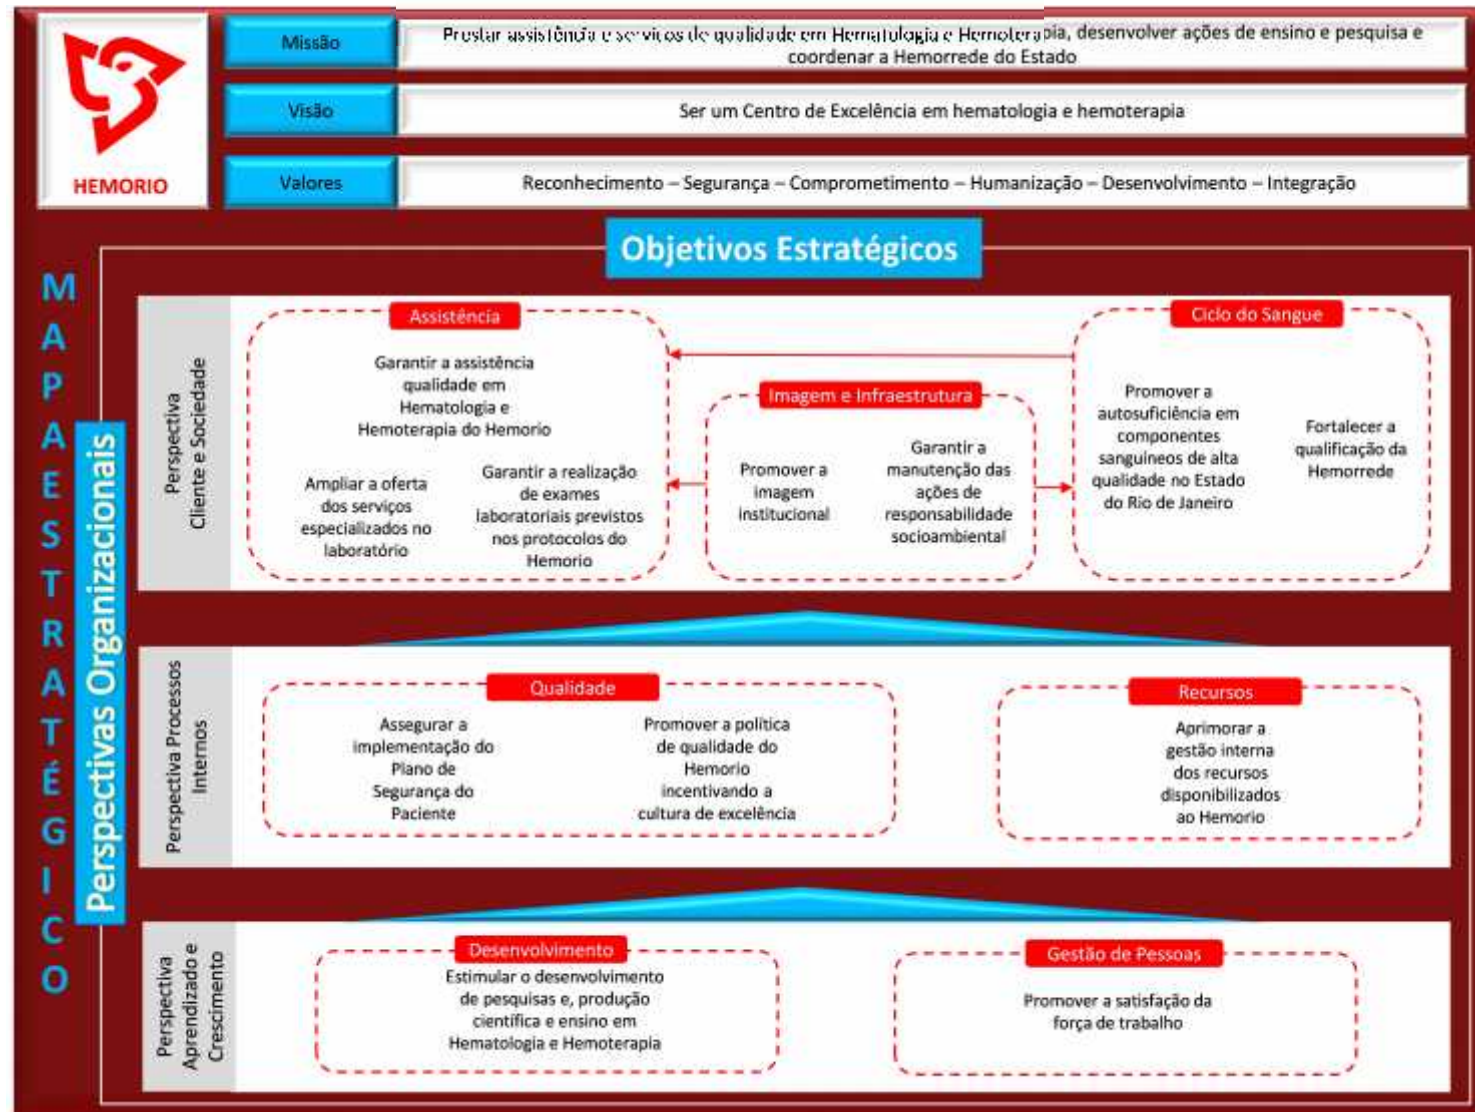 HEMORIO
Missão
Prestar assistência e serviços de qualidade em Hematologia e Hemoterapia, desenvolver ações de ensino e pesquisa e
coordenar a Hemorrede do Estado
Visão
Ser um Centro de Excelência em hematologia e hemoterapia
Valores
Reconhecimento – Segurança – Comprometimento – Humanização – Desenvolvimento – Integração
MAPA ESTRATÉGICO
Perspectivas Organizacionais
Objetivos Estratégicos
Perspectiva
Cliente e Sociedade
Assistência
Garantir a assistência
qualidade em
Hematologia e
Hemoterapia do Hemorio
Ampliar a oferta
dos serviços
especializados no
laboratório
Garantir a realização
de exames
laboratoriais previstos
nos protocolos do
Hemorio
Imagem e Infraestrutura
Promover a
imagem
institucional
Garantir a
manutenção das
ações de
responsabilidade
socioambiental
Ciclo do Sangue
Promover a
autosuficiência em
componentes
sanguíneos de alta
qualidade no Estado
do Rio de Janeiro
Fortalecer a
qualificação da
Hemorrede
Perspectiva Processos
Internos
Qualidade
Assegurar a
implementação do
Plano de
Segurança do
Paciente
Promover a política
de qualidade do
Hemorio
incentivando a
cultura de excelência
Recursos
Aprimorar a
gestão interna
dos recursos
disponibilizados
ao Hemorio
Perspectiva
Aprendizado e
Crescimento
Desenvolvimento
Estimular o desenvolvimento
de pesquisas e, produção
científica e ensino em
Hematologia e Hemoterapia
Gestão de Pessoas
Promover a satisfação da
força de trabalho